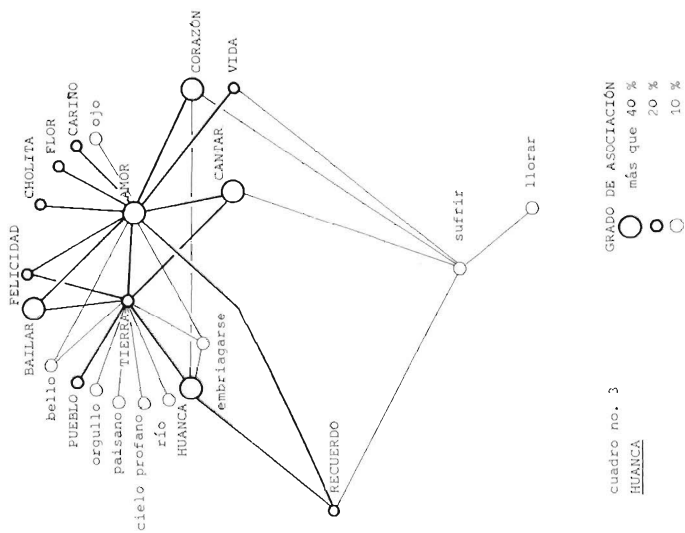 FELICIDAD
CHOLITA
FLOR
CARIÑO
ojo
BAILAR
bello
PUEBLO
orgullo
paisano
cielo profano
río
HUANCA
TIERRA
AMOR
CORAZÓN
VIDA
CANTAR
embriagarse
RECUERDO
sufrir
llorar
cuadro no. 3
HUANCA
GRADO DE ASOCIACIÓN
más que 40 %
20 %
10 %